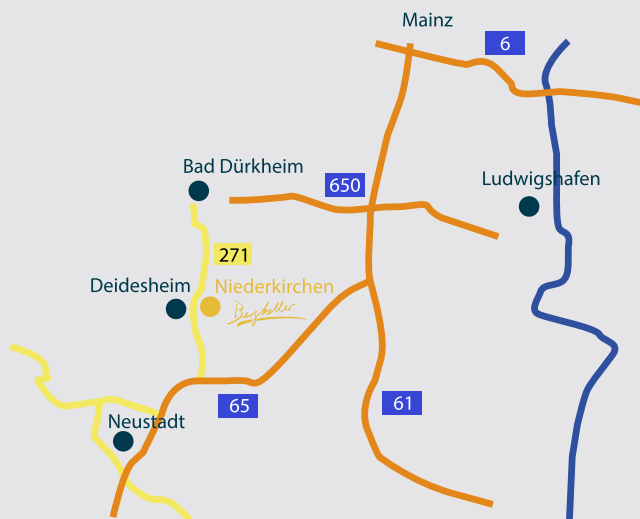 Mainz
6
Bad Dürkheim
650
Ludwigshafen
271
Deidesheim
Niederkirchen
Bergkeller
65
61
Neustadt